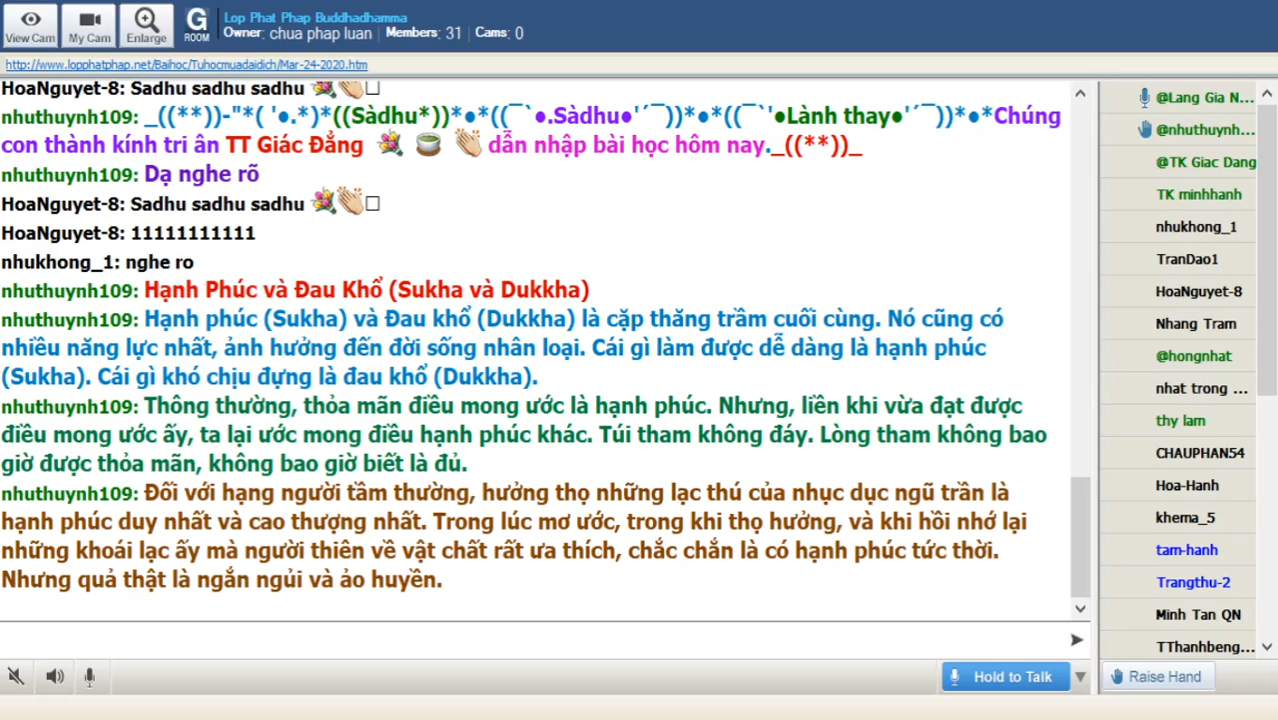 View Cam
My Cam
Enlarge
G
ROOM
Lop Phat Phap Buddhadhamma
Owner: chua phap luan | Members: 31 | Cams: 0
http://www.lopphatphap.net/Baihoc/Tuhocmuadaidich/Mar-24-2020.htm
HoaNguyet-8: Sadhu sadhu sadhu 💐👏□
nhuthuynh109: _((**))-"*( '●.*)*((Sàdhu*))*●*((¯`●.Sàdhu●'´¯))*●*((¯`'●Lành thay●'´¯))*●*Chúng
con thành kính tri ân TT Giác Đẳng 💐 🍵 👏 dẫn nhập bài học hôm nay._((**))_
nhuthuynh109: Dạ nghe rõ
HoaNguyet-8: Sadhu sadhu sadhu 💐👏□
HoaNguyet-8: 11111111111
nhukhong_1: nghe ro
nhuthuynh109: Hạnh Phúc và Đau Khổ (Sukha và Dukkha)
nhuthuynh109: Hạnh phúc (Sukha) và Đau khổ (Dukkha) là cặp thăng trầm cuối cùng. Nó cũng có
nhiều năng lực nhất, ảnh hưởng đến đời sống nhân loại. Cái gì làm được dễ dàng là hạnh phúc
(Sukha). Cái gì khó chịu đựng là đau khổ (Dukkha).
nhuthuynh109: Thông thường, thỏa mãn điều mong ước là hạnh phúc. Nhưng, liền khi vừa đạt được
điều mong ước ấy, ta lại ước mong điều hạnh phúc khác. Túi tham không đáy. Lòng tham không bao
giờ được thỏa mãn, không bao giờ biết là đủ.
nhuthuynh109: Đối với hạng người tầm thường, hưởng thọ những lạc thú của nhục dục ngũ trần là
hạnh phúc duy nhất và cao thượng nhất. Trong lúc mơ ước, trong khi thọ hưởng, và khi hồi nhớ lại
những khoái lạc ấy mà người thiên về vật chất rất ưa thích, chắc chắn là có hạnh phúc tức thời.
Nhưng quả thật là ngắn ngủi và ảo huyền.
@Lang Gia N...
@nhuthuynh...
@TK Giac Dang
TK minhhanh
nhukhong_1
TranDao1
HoaNguyet-8
Nhang Tram
@hongnhat
nhat trong ...
thy lam
CHAUPHAN54
Hoa-Hanh
khema_5
tam-hanh
Trangthu-2
Minh Tan QN
TThanhbeng...
Hold to Talk
Raise Hand